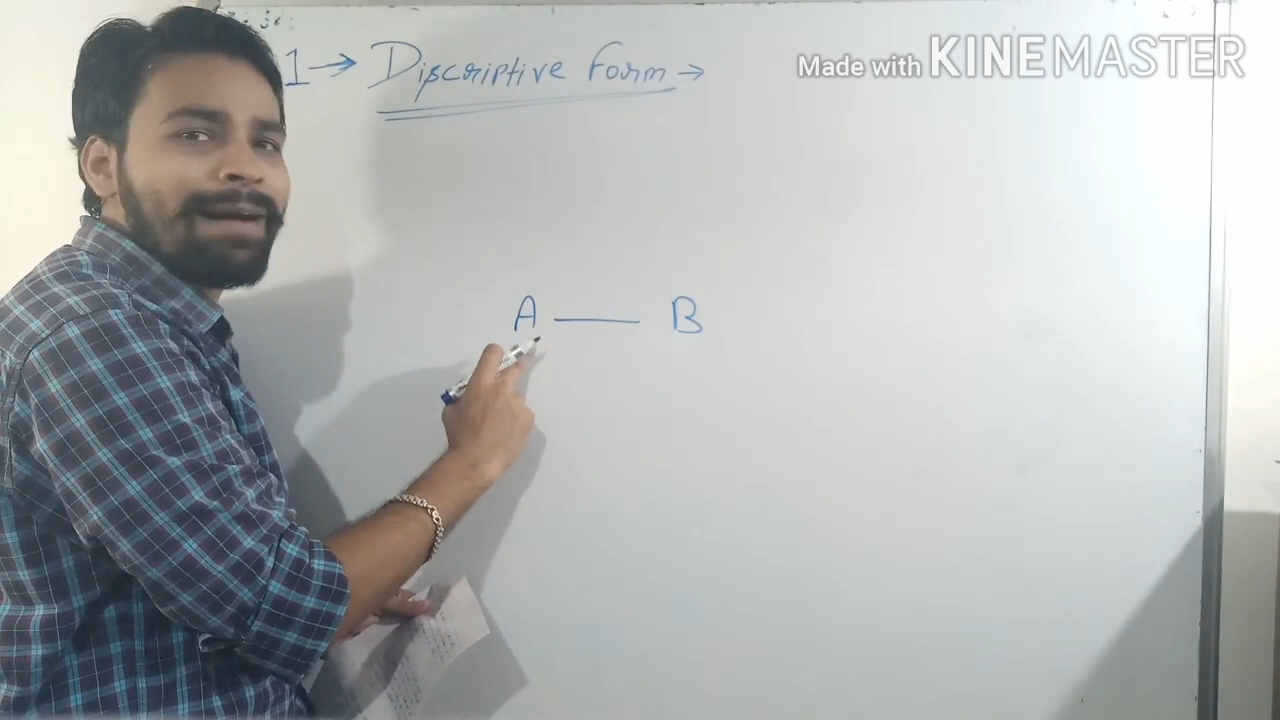 1 → Discriptive form →
Made with KINEMASTER
A — B